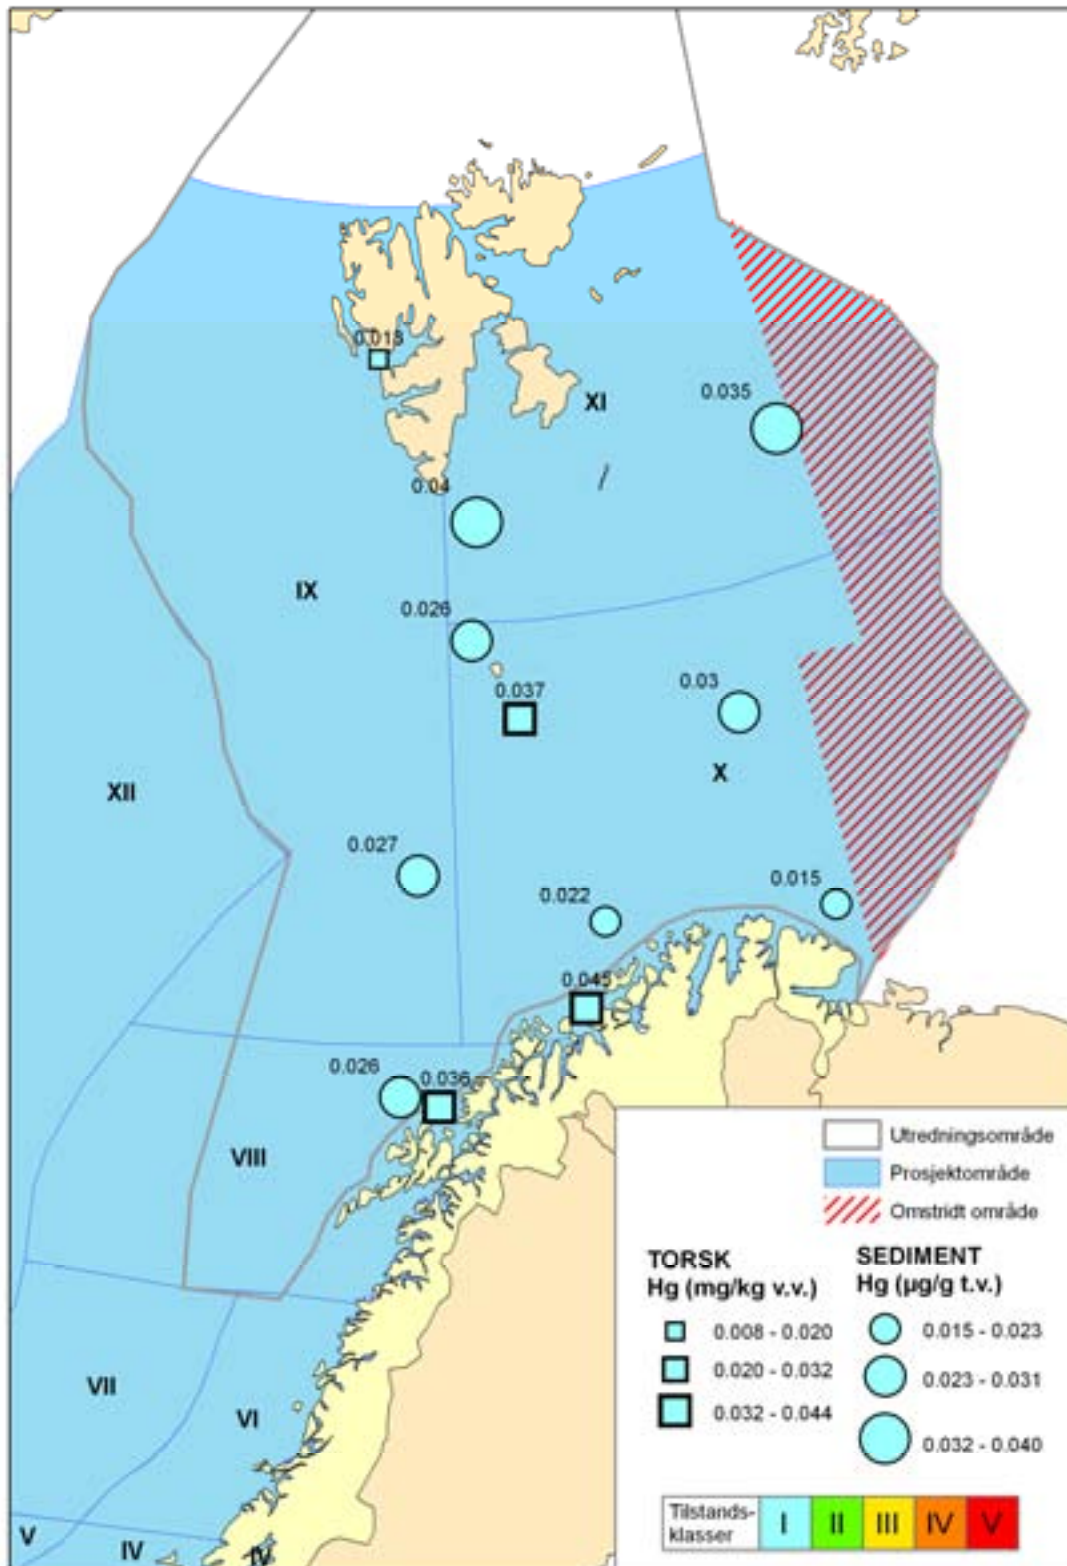 0.013
XI
0.035
0.04
IX
0.026
0.037
0.03
X
XII
0.027
0.022
0.015
0.045
0.026
0.036
VIII
Utredningsområde
Prosjektområde
Omstridt område
TORSK
Hg (mg/kg v.v.)
0.008 - 0.020
0.020 - 0.032
0.032 - 0.044
SEDIMENT
Hg (µg/g t.v.)
0.015 - 0.023
0.023 - 0.031
0.032 - 0.040
VII
VI
V
IV
IV
Tilstands-
klasser
I II III IV V